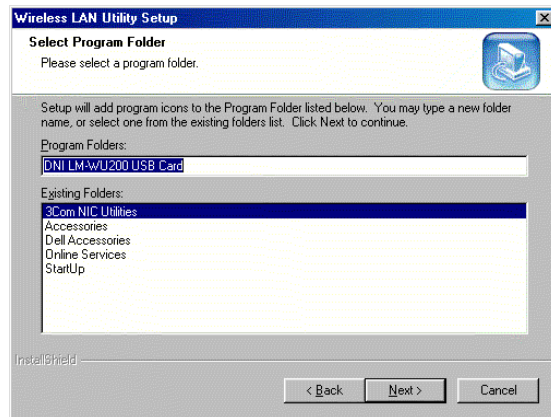 Wireless LAN Utility Setup
Select Program Folder
Please select a program folder.
Setup will add program icons to the Program Folder listed below. You may type a new folder
name, or select one from the existing folders list. Click Next to continue.
Program Folders:
DNI LM-WU200 USB Card
Existing Folders:
3Com NIC Utilities
Accessories
Dell Accessories
Online Services
StartUp
InstallShield
< Back Next > Cancel